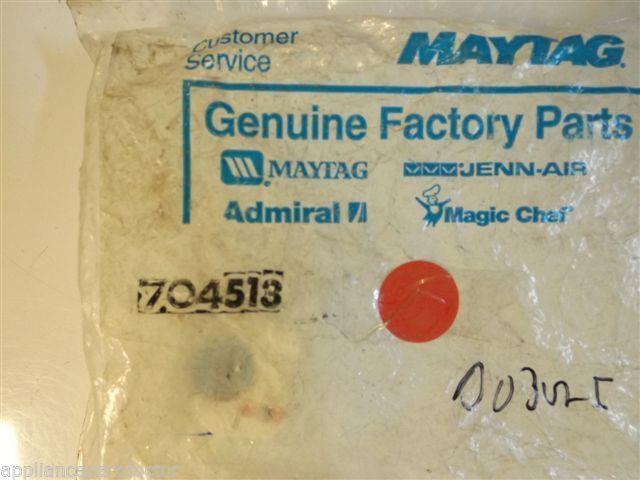 Customer
Service
MAYTAG
Genuine Factory Parts
MAYTAG
JENN-AIR
Admiral
Magic Chef
704513